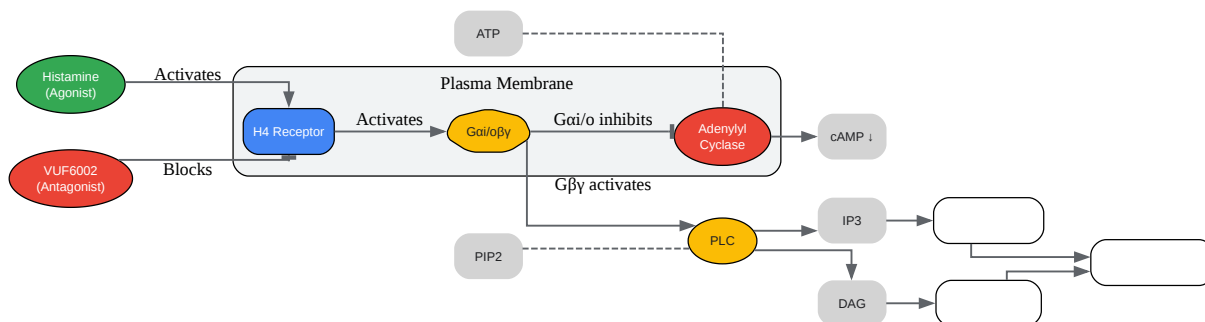 ATP
Histamine
(Agonist)
Activates
Plasma Membrane
H4 Receptor
Activates
Gαi/oβγ
Gαi/o inhibits
Adenylyl
Cyclase
cAMP ↓
VUF6002
(Antagonist)
Blocks
Gβγ activates
PIP2
PLC
IP3
DAG